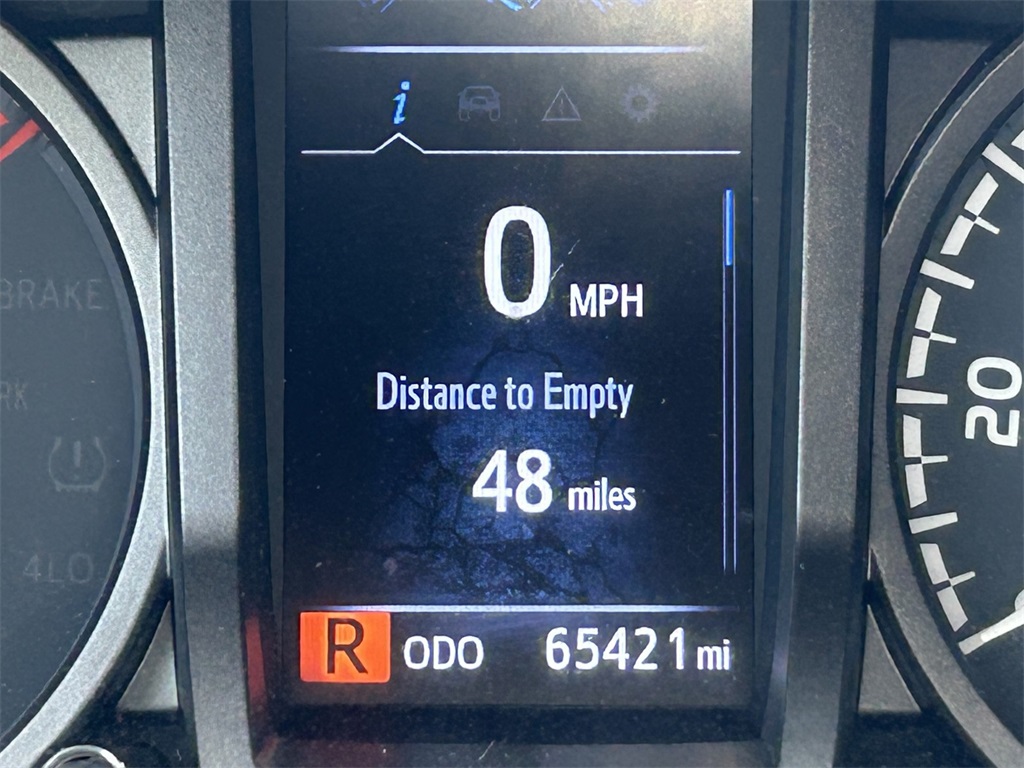 i
0 MPH
Distance to Empty
48 miles
R ODO 65421 mi
BRAKE
4LO
20